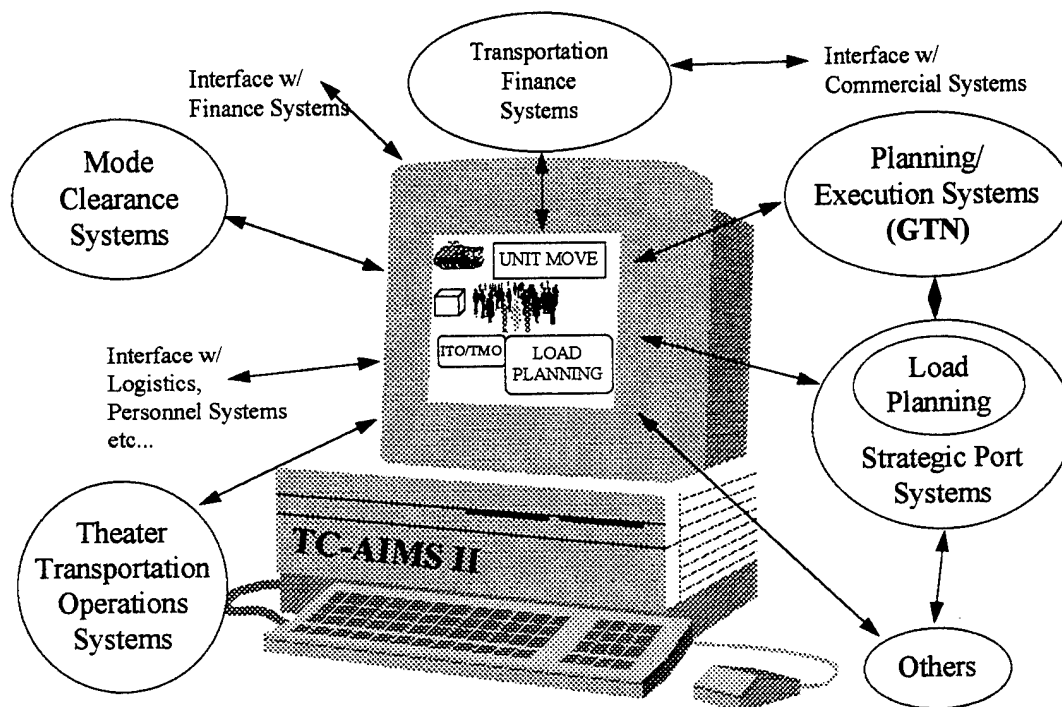 Transportation
Finance
Systems
Interface w/
Finance Systems
Interface w/
Commercial Systems
Mode
Clearance
Systems
Planning/
Execution Systems
(GTN)
UNIT MOVE
ITO/TMO
LOAD
PLANNING
Interface w/
Logistics,
Personnel Systems
etc...
Load
Planning
Strategic Port
Systems
Theater
Transportation
Operations
Systems
TC-AIMS II
Others